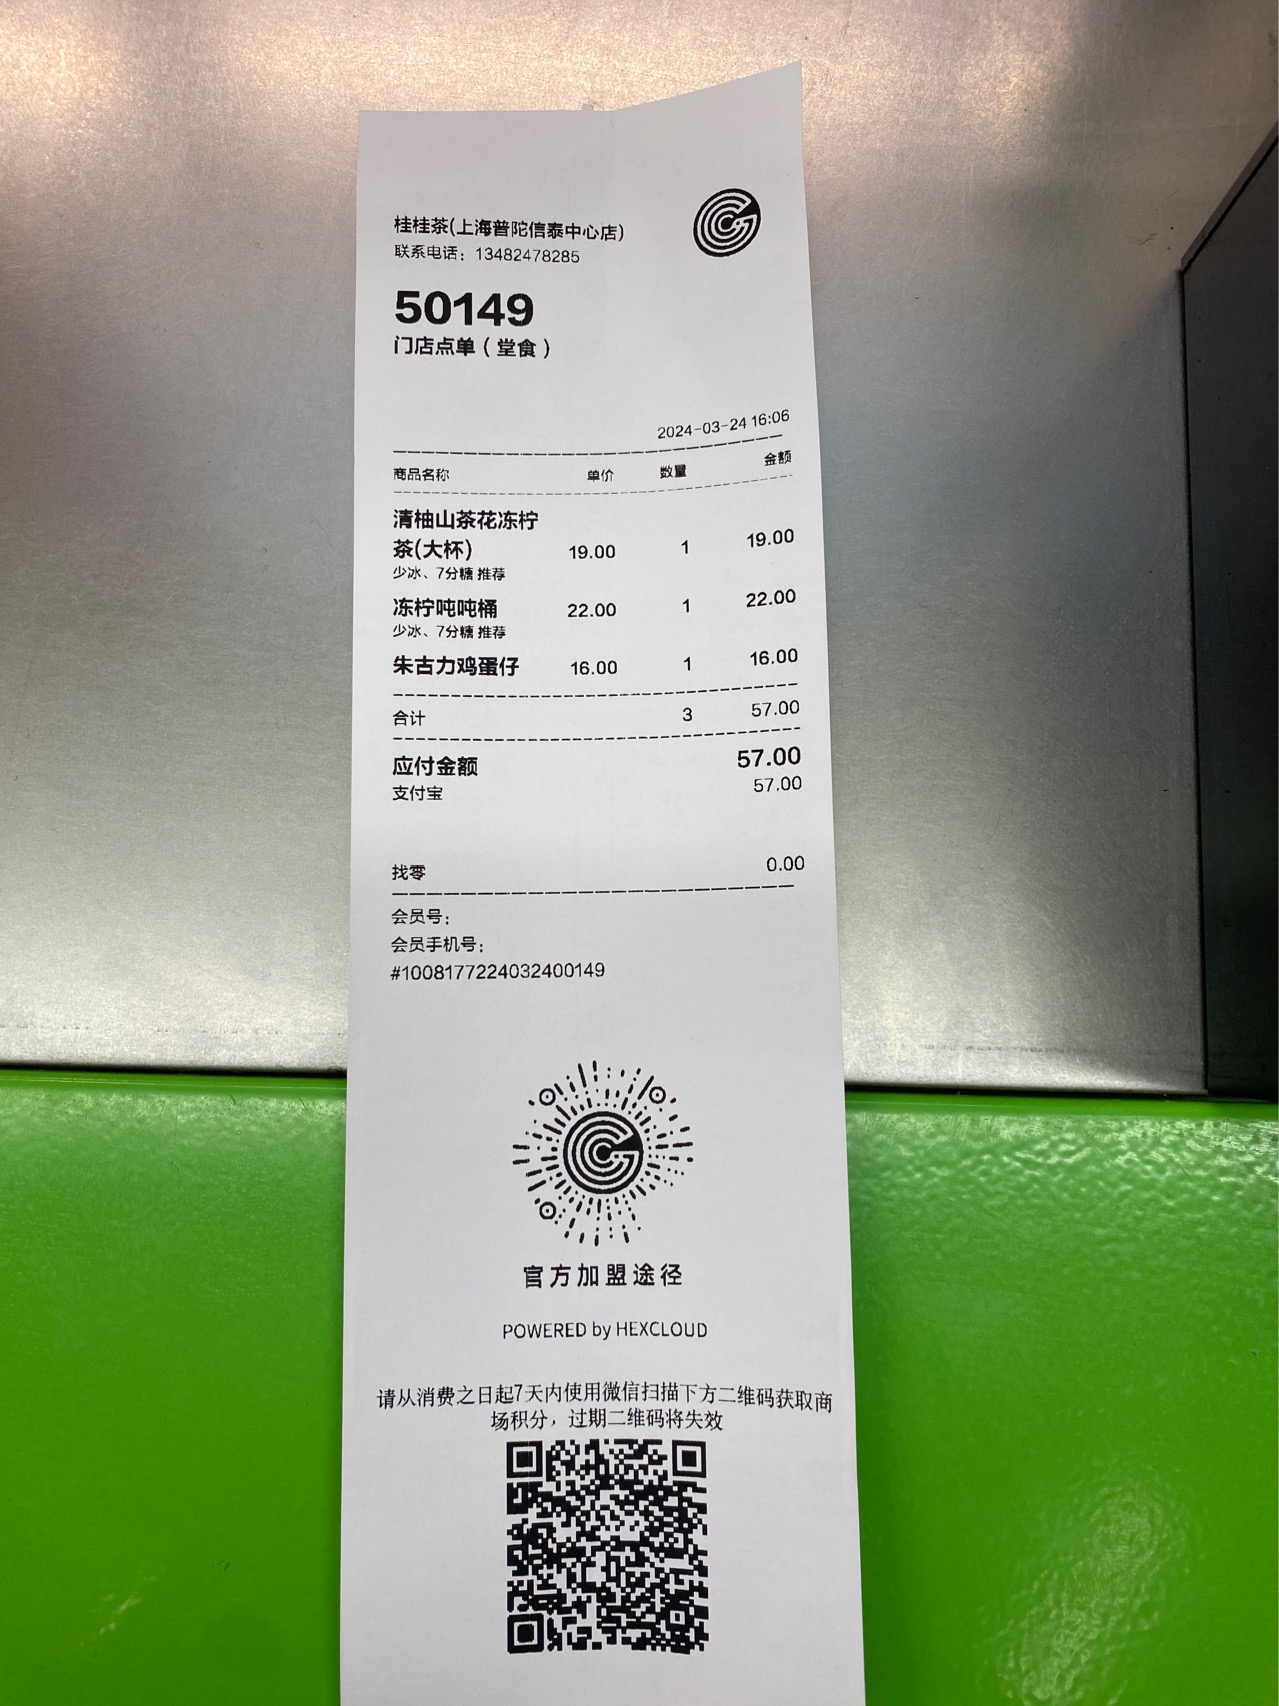 桂桂茶(上海普陀信泰中心店)
联系电话：13482478285
50149
门店点单（堂食）
2024-03-24 16:06
商品名称 单价 数量 金额
清柚山茶花冻柠
茶(大杯) 19.00 1 19.00
少冰、7分糖 推荐
冻柠吨吨桶 22.00 1 22.00
少冰、7分糖 推荐
朱古力鸡蛋仔 16.00 1 16.00
合计 3 57.00
应付金额 57.00
支付宝 57.00
找零 0.00
会员号:
会员手机号:
#1008177224032400149
官方加盟途径
POWERED by HEXCLOUD
请从消费之日起7天内使用微信扫描下方二维码获取商
场积分，过期二维码将失效